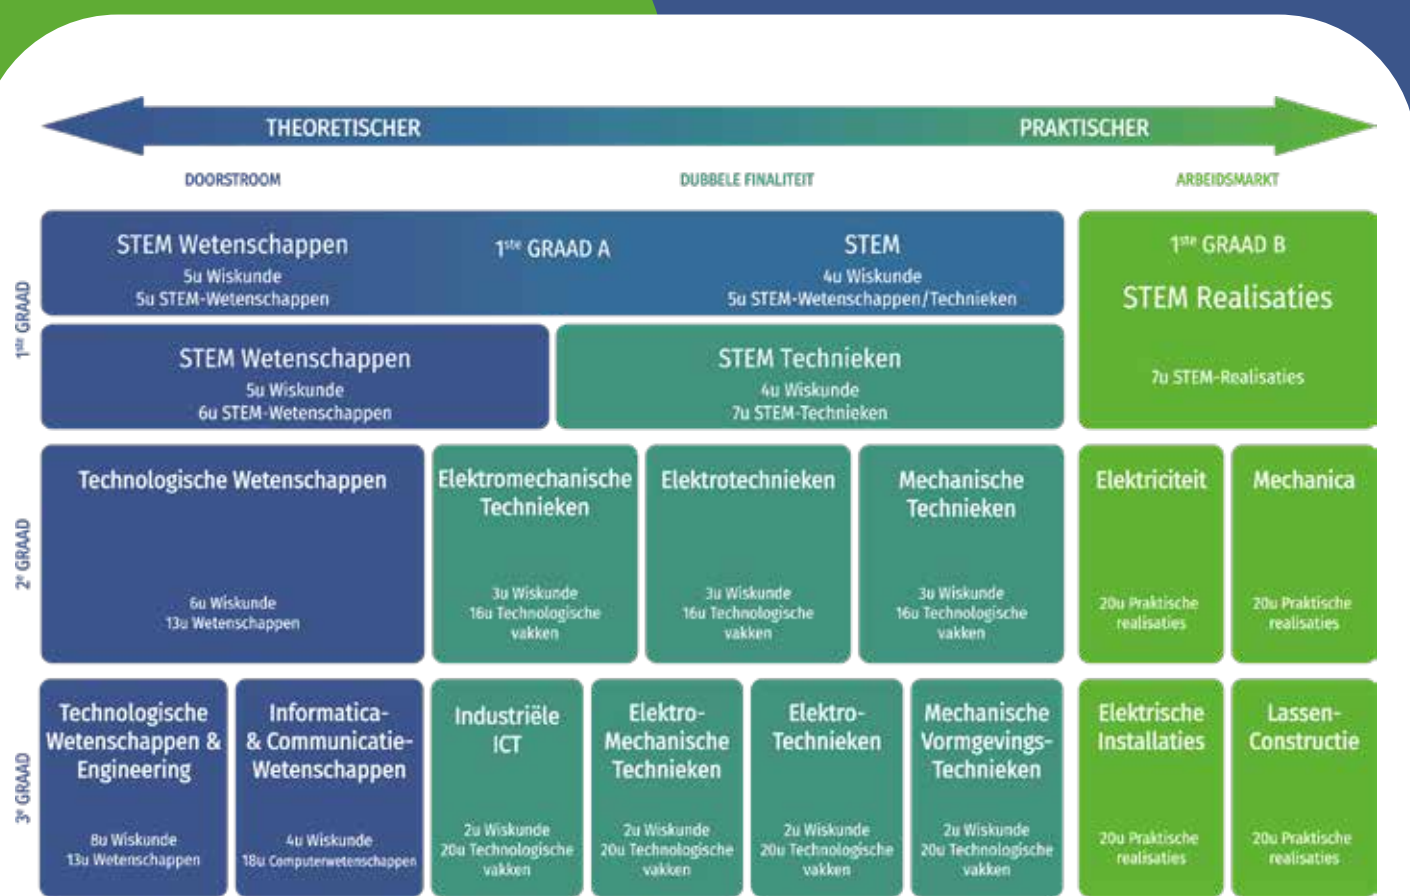 THEORETISCHER
PRAKTISCHER
DOORSTROOM
DUBBELE FINALITEIT
ARBEIDSMARKT
1ste GRAAD
STEM Wetenschappen
5u Wiskunde
5u STEM-Wetenschappen
1ste GRAAD A
STEM
4u Wiskunde
5u STEM-Wetenschappen/Technieken
1ste GRAAD B
STEM Realisaties
7u STEM-Realisaties
STEM Wetenschappen
5u Wiskunde
6u STEM-Wetenschappen
STEM Technieken
4u Wiskunde
7u STEM-Technieken
2e GRAAD
Technologische Wetenschappen
6u Wiskunde
13u Wetenschappen
Elektromechanische
Technieken
3u Wiskunde
16u Technologische
vakken
Elektrotechnieken
3u Wiskunde
16u Technologische
vakken
Mechanische
Technieken
3u Wiskunde
16u Technologische
vakken
Elektriciteit
20u Praktische
realisaties
Mechanica
20u Praktische
realisaties
3e GRAAD
Technologische
Wetenschappen &
Engineering
8u Wiskunde
13u Wetenschappen
Informatica-
& Communicatie-
Wetenschappen
4u Wiskunde
18u Computerwetenschappen
Industriële
ICT
2u Wiskunde
20u Technologische
vakken
Elektro-
Mechanische
Technieken
2u Wiskunde
20u Technologische
vakken
Elektro-
Technieken
2u Wiskunde
20u Technologische
vakken
Mechanische
Vormgevings-
Technieken
2u Wiskunde
20u Technologische
vakken
Elektrische
Installaties
20u Praktische
realisaties
Lassen-
Constructie
20u Praktische
realisaties